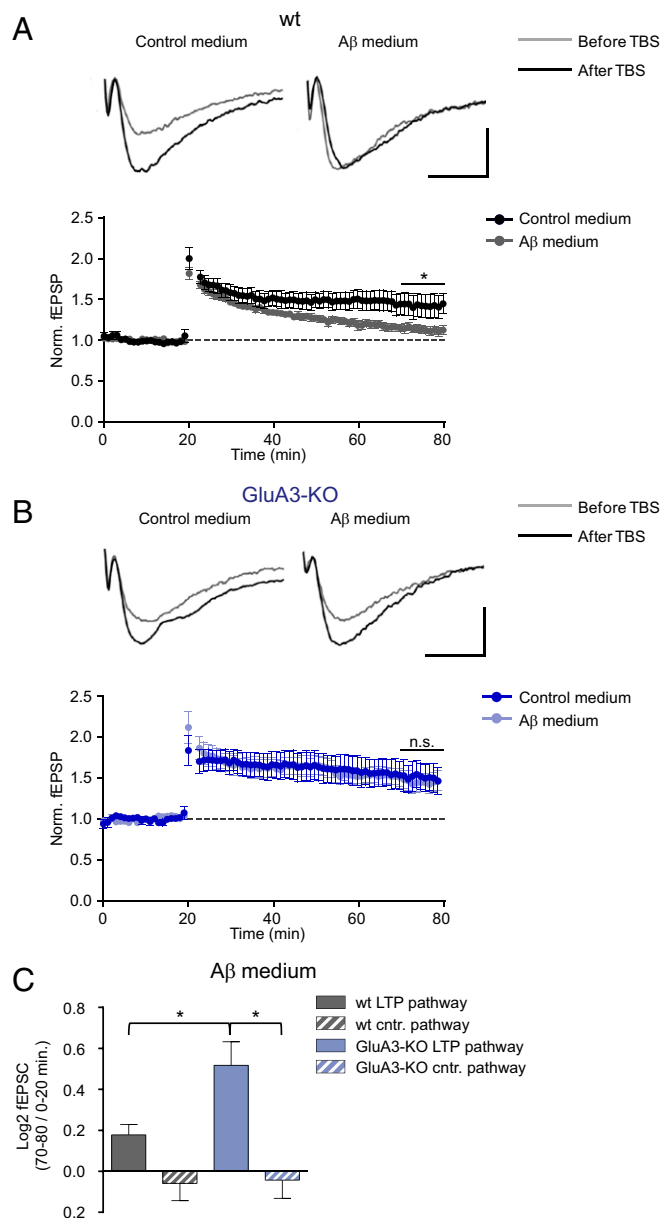 A
wt
Control medium
Aβ medium
Before TBS
After TBS
Control medium
Aβ medium
Norm. fEPSP
2.5
2.0
1.5
1.0
0.5
0.0
*
0 20 40 60 80
Time (min)
B
GluA3-KO
Control medium
Aβ medium
Before TBS
After TBS
Control medium
Aβ medium
Norm. fEPSP
2.5
2.0
1.5
1.0
0.5
0.0
n.s.
0 20 40 60 80
Time (min)
C
Aβ medium
Log2 fEPSC
(70-80 / 0-20 min.)
0.8
0.6
0.4
0.2
0.0
0.2
* *
wt LTP pathway
wt cntr. pathway
GluA3-KO LTP pathway
GluA3-KO cntr. pathway